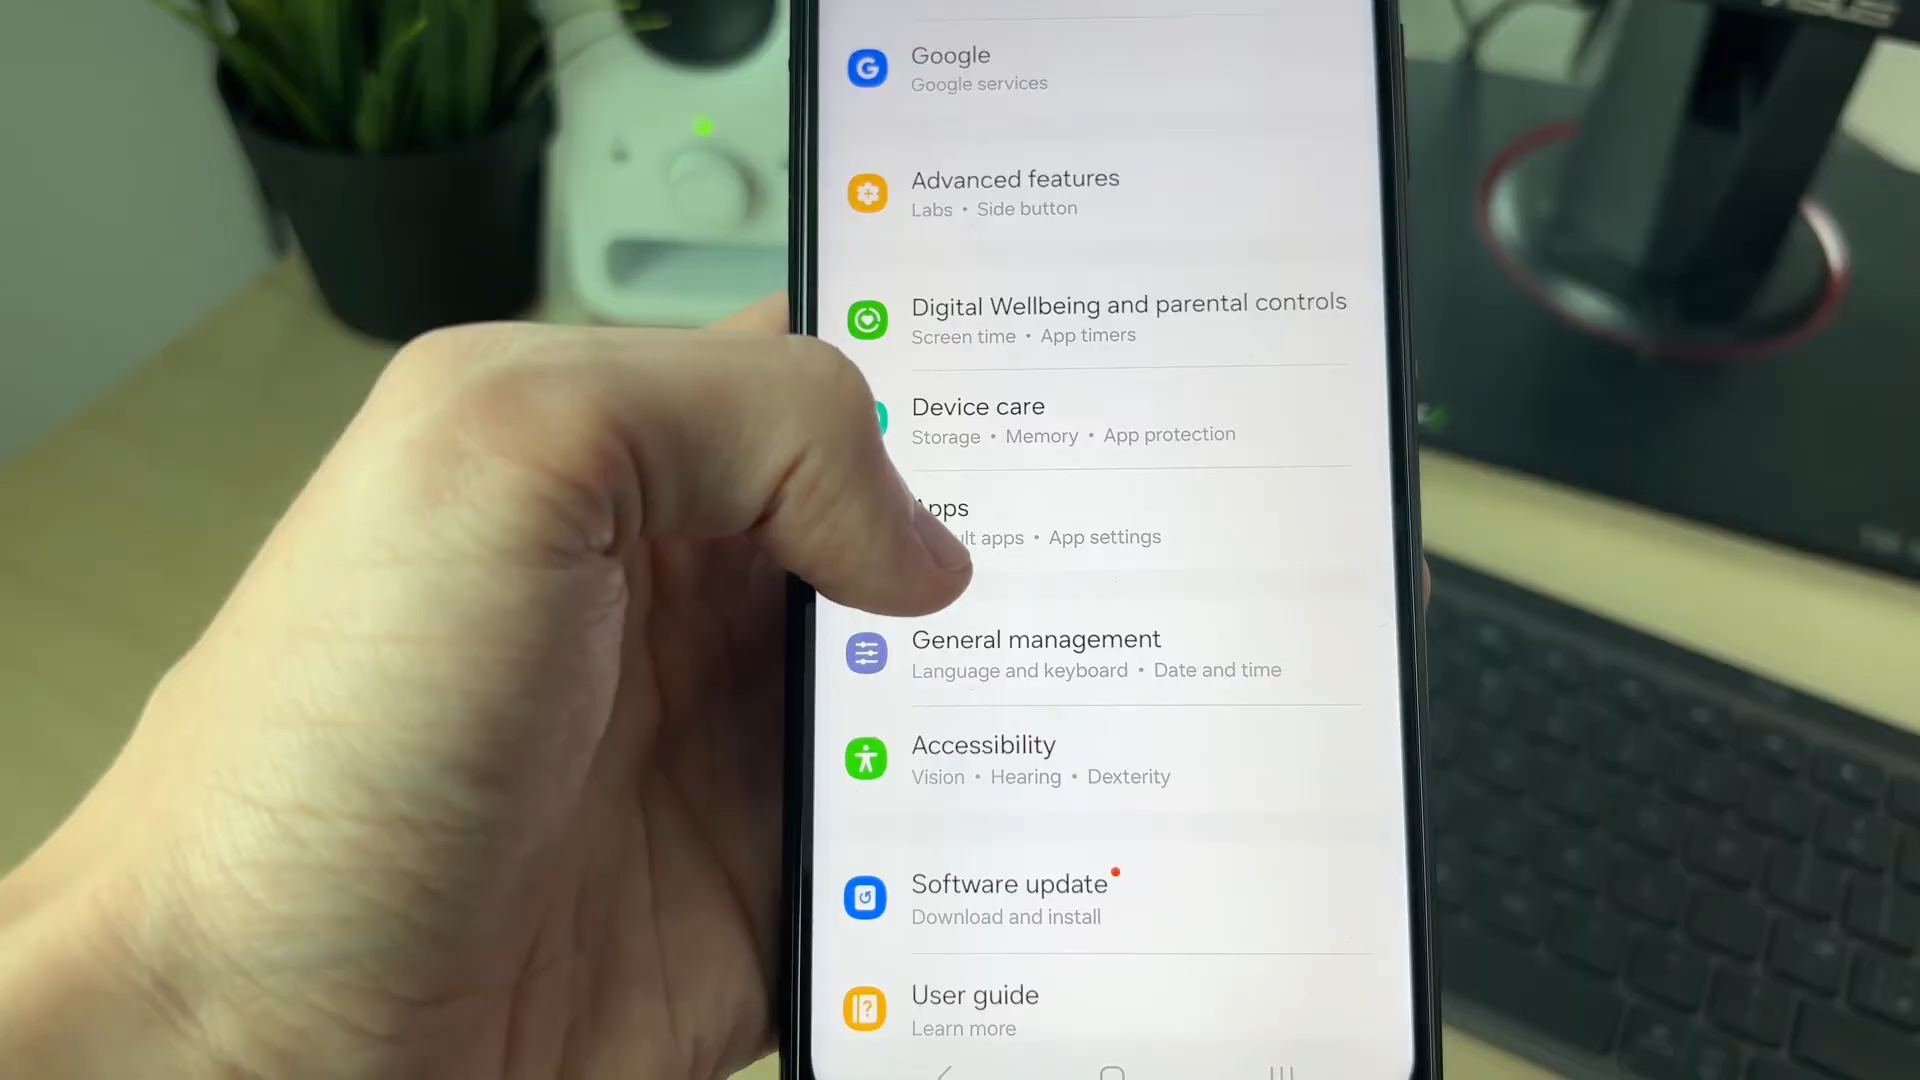 Google
Google services
Advanced features
Labs • Side button
Digital Wellbeing and parental controls
Screen time • App timers
Device care
Storage • Memory • App protection
Apps
apps • App settings
General management
Language and keyboard • Date and time
Accessibility
Vision • Hearing • Dexterity
Software update
Download and install
User guide
Learn more